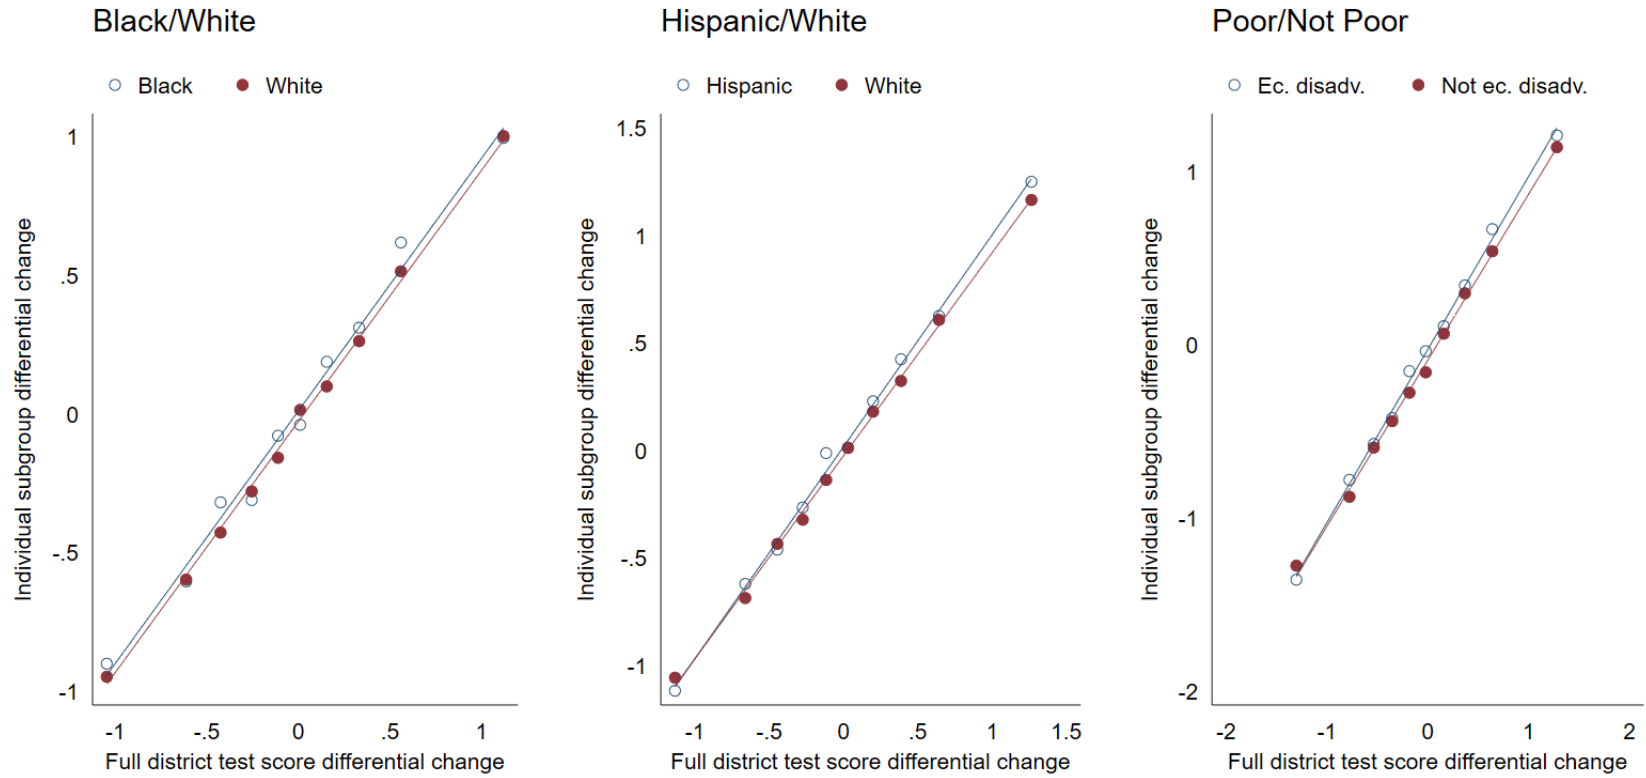 Black/White
Black
White
1
.5
0
-.5
-1
Individual subgroup differential change
-1
-.5
0
.5
1
Full district test score differential change
Hispanic/White
Hispanic
White
1.5
1
.5
0
-.5
-1
Individual subgroup differential change
-1
-.5
0
.5
1
1.5
Full district test score differential change
Poor/Not Poor
Ec. disadv.
Not ec. disadv.
1
0
-1
-2
Individual subgroup differential change
-2
-1
0
1
2
Full district test score differential change